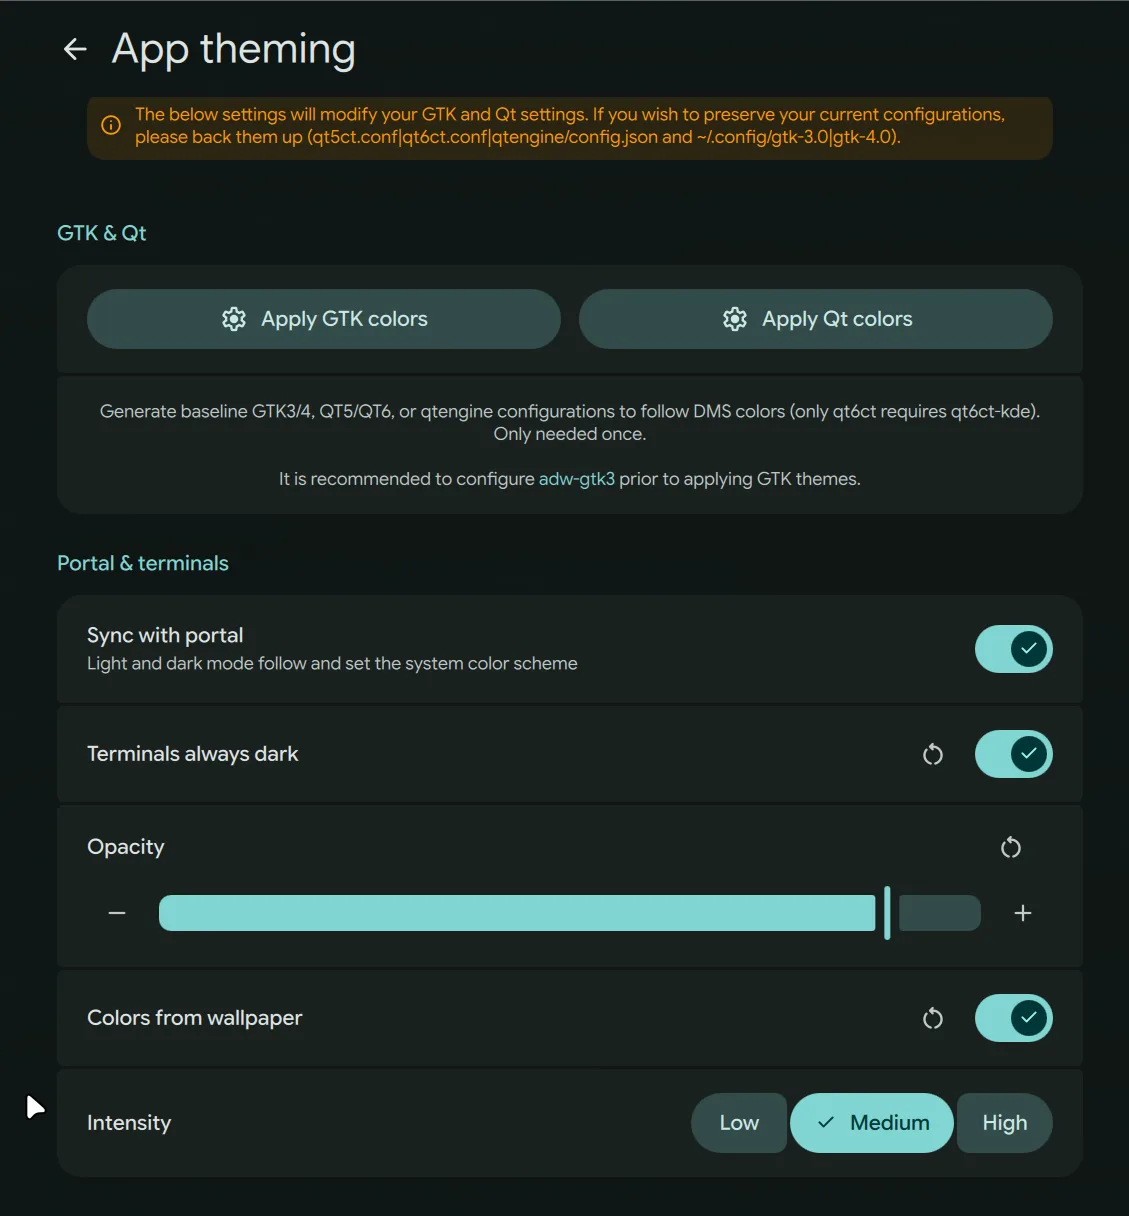 App theming
The below settings will modify your GTK and Qt settings. If you wish to preserve your current configurations,
please back them up (qt5ct.conf|qt6ct.conf|qtengine/config.json and ~/.config/gtk-3.0|gtk-4.0).
GTK & Qt
Apply GTK colors
Apply Qt colors
Generate baseline GTK3/4, QT5/QT6, or qtengine configurations to follow DMS colors (only qt6ct requires qt6ct-kde).
Only needed once.
It is recommended to configure adw-gtk3 prior to applying GTK themes.
Portal & terminals
Sync with portal
Light and dark mode follow and set the system color scheme
Terminals always dark
Opacity
Colors from wallpaper
Intensity
Low
Medium
High